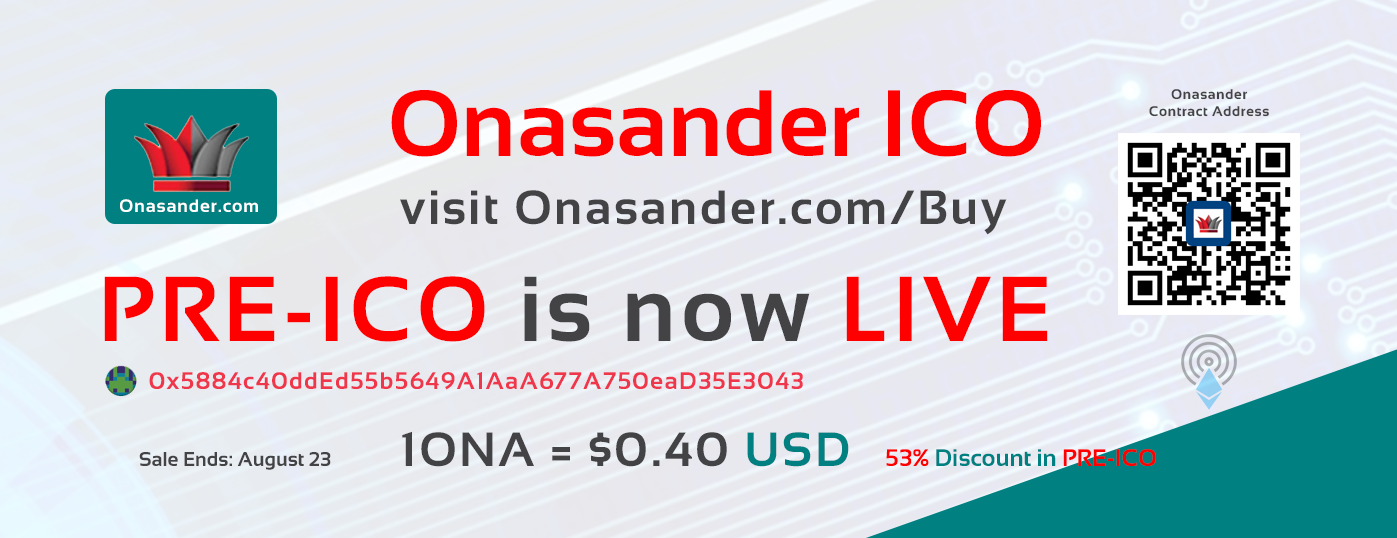 Onasander.com
Onasander ICO
visit Onasander.com/Buy
Onasander
Contract Address
PRE-ICO is now LIVE
0x5884c40ddEd55b5649A1AaA677A750eaD35E3043
Sale Ends: August 23
1ONA = $0.40 USD
53% Discount in PRE-ICO